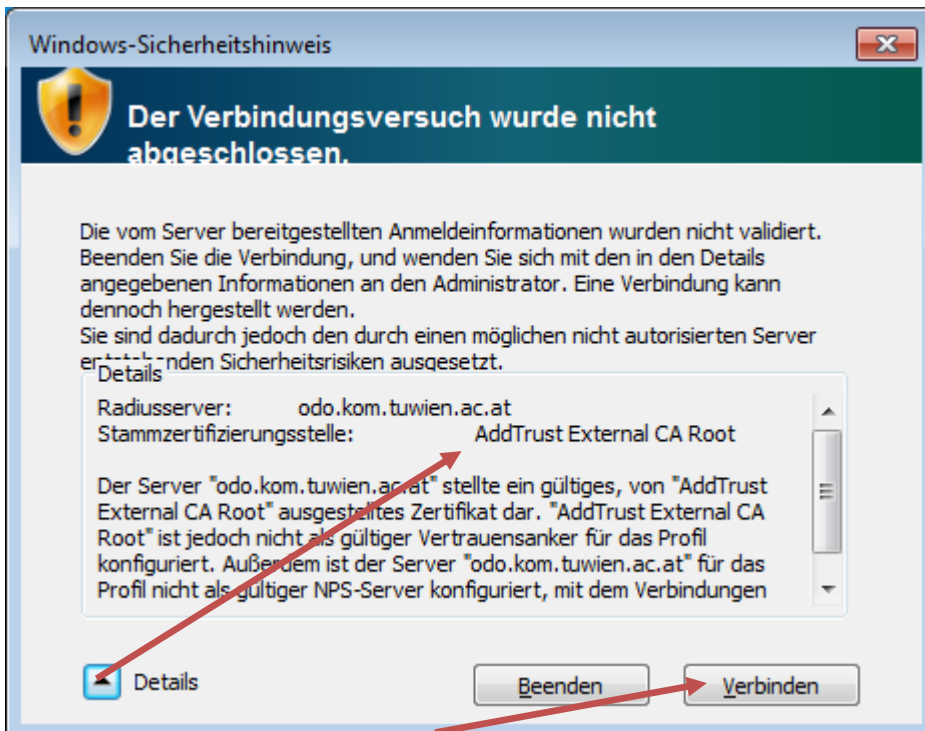 Windows-Sicherheitshinweis
Der Verbindungsversuch wurde nicht
abgeschlossen.
Die vom Server bereitgestellten Anmeldeinformationen wurden nicht validiert.
Beenden Sie die Verbindung, und wenden Sie sich mit den in den Details
angegebenen Informationen an den Administrator. Eine Verbindung kann
dennoch hergestellt werden.
Sie sind dadurch jedoch den durch einen möglichen nicht autorisierten Server
entstehenden Sicherheitsrisiken ausgesetzt.
Details
Radiusserver: odo.kom.tuwien.ac.at
Stammzertifizierungsstelle: AddTrust External CA Root
Der Server "odo.kom.tuwien.ac.at" stellte ein gültiges, von "AddTrust
External CA Root" ausgestelltes Zertifikat dar. "AddTrust External CA
Root" ist jedoch nicht als gültiger Vertrauensanker für das Profil
konfiguriert. Außerdem ist der Server "odo.kom.tuwien.ac.at" für das
Profil nicht als gültiger NPS-Server konfiguriert, mit dem Verbindungen
Details
Beenden
Verbinden